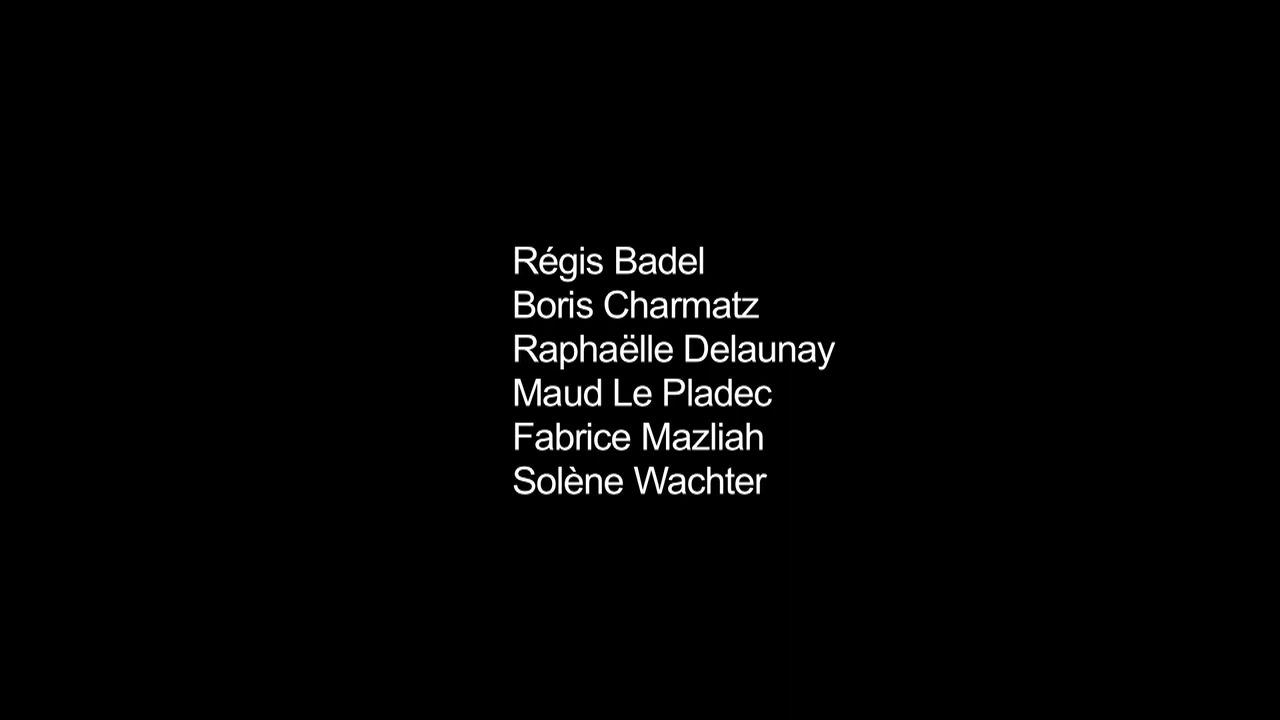 Régis Badel
Boris Charmatz
Raphaëlle Delaunay
Maud Le Pladec
Fabrice Mazliah
Solène Wachter